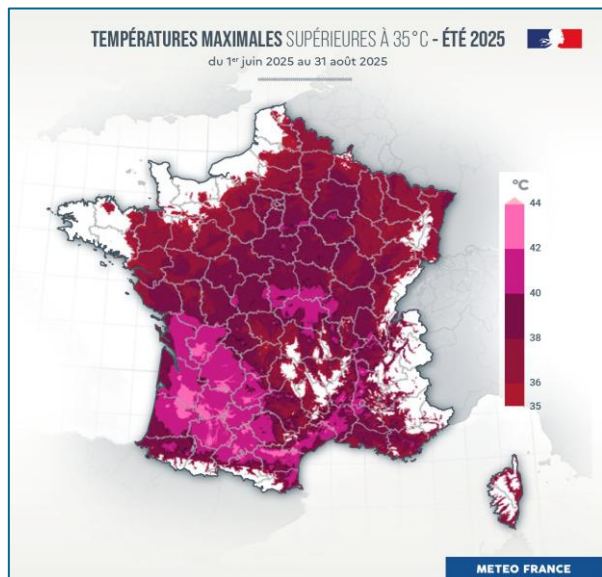 TEMPÉRATURES MAXIMALES SUPÉRIEURES À 35°C - ÉTÉ 2025
du 1er juin 2025 au 31 août 2025
°C
44
42
40
38
36
35
METEO FRANCE